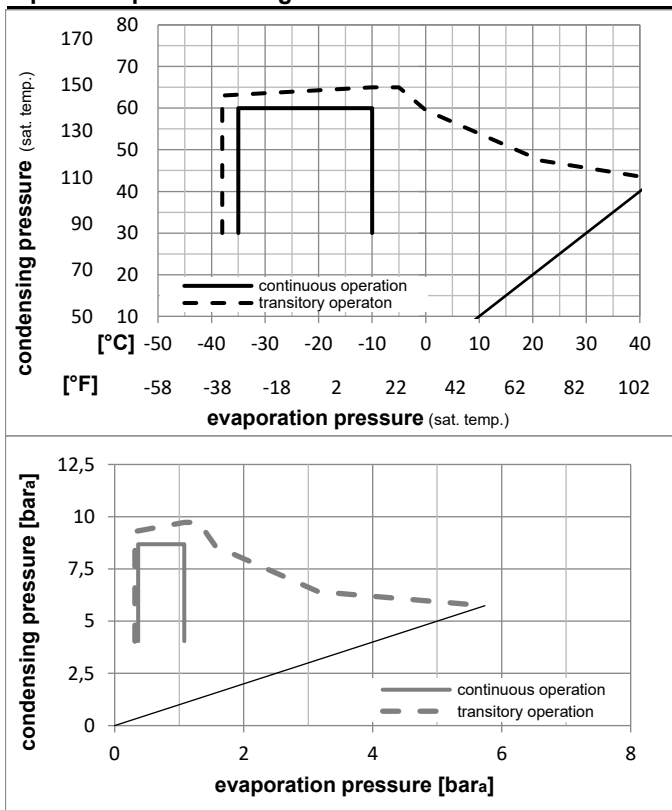 170 80
150 70
130 60
50
110 40
90 30
70 20
50 10
condensing pressure (sat. temp.)
continuous operation
transitory operaton
[°C] -50 -40 -30 -20 -10 0 10 20 30 40
[°F] -58 -38 -18 2 22 42 62 82 102
evaporation pressure (sat. temp.)
12,5
10
7,5
5
2,5
0
condensing pressure [bara]
continuous operation
transitory operation
0 2 4 6 8
evaporation pressure [bara]